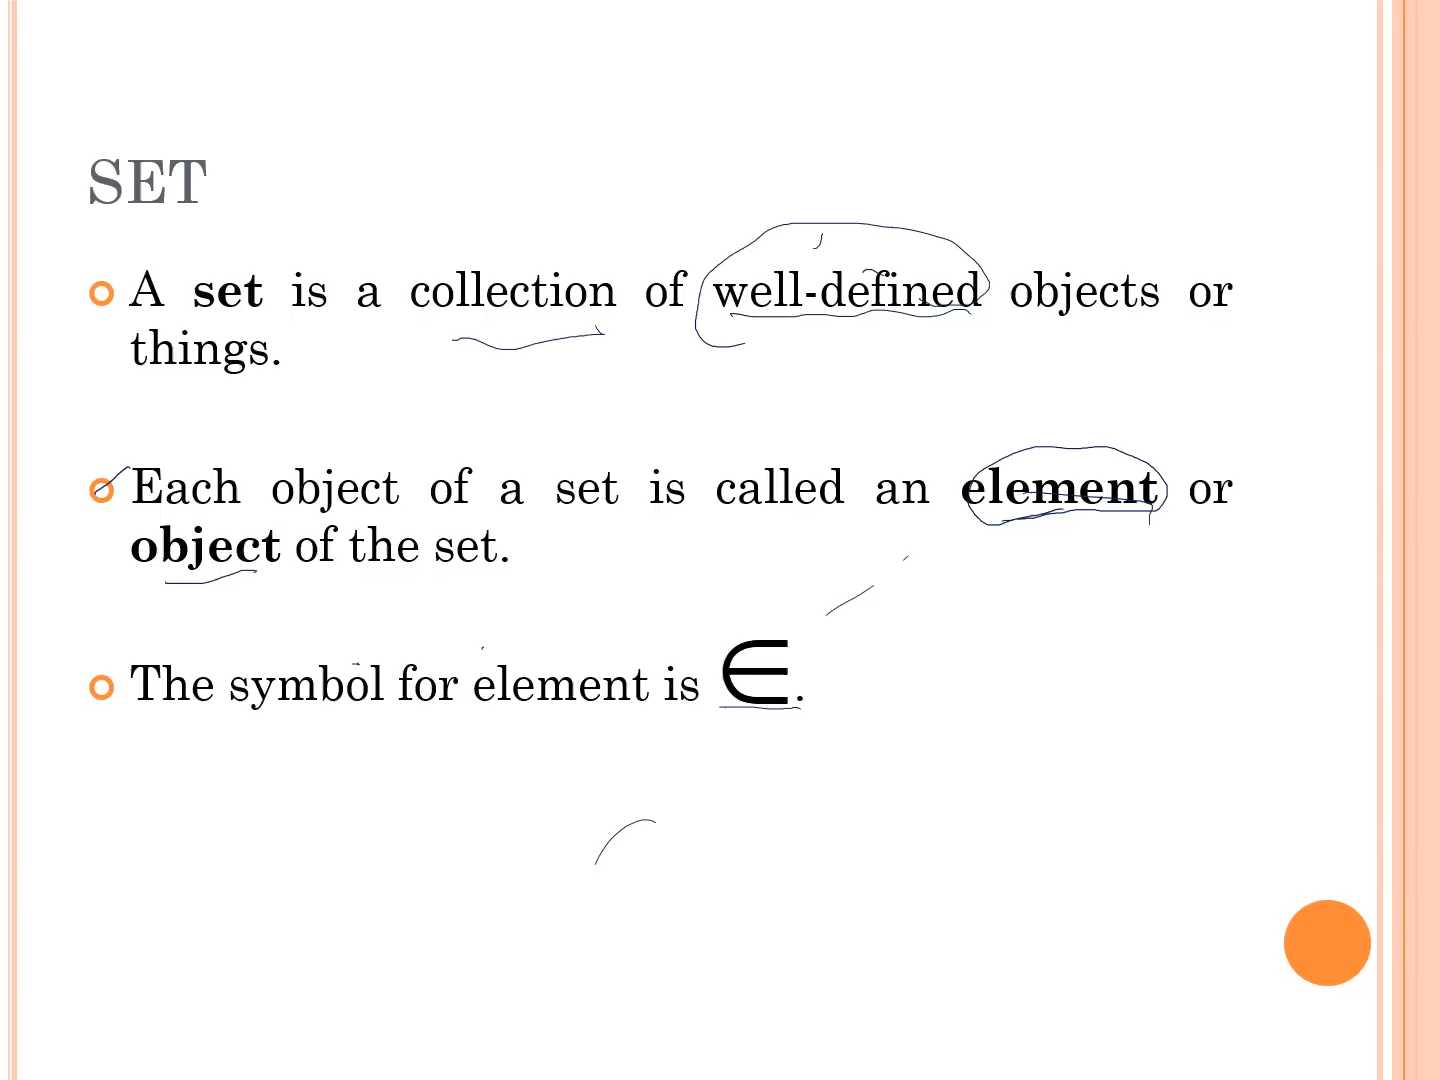 SET
A set is a collection of well-defined objects or
things.
Each object of a set is called an element or
object of the set.
The symbol for element is ∈.